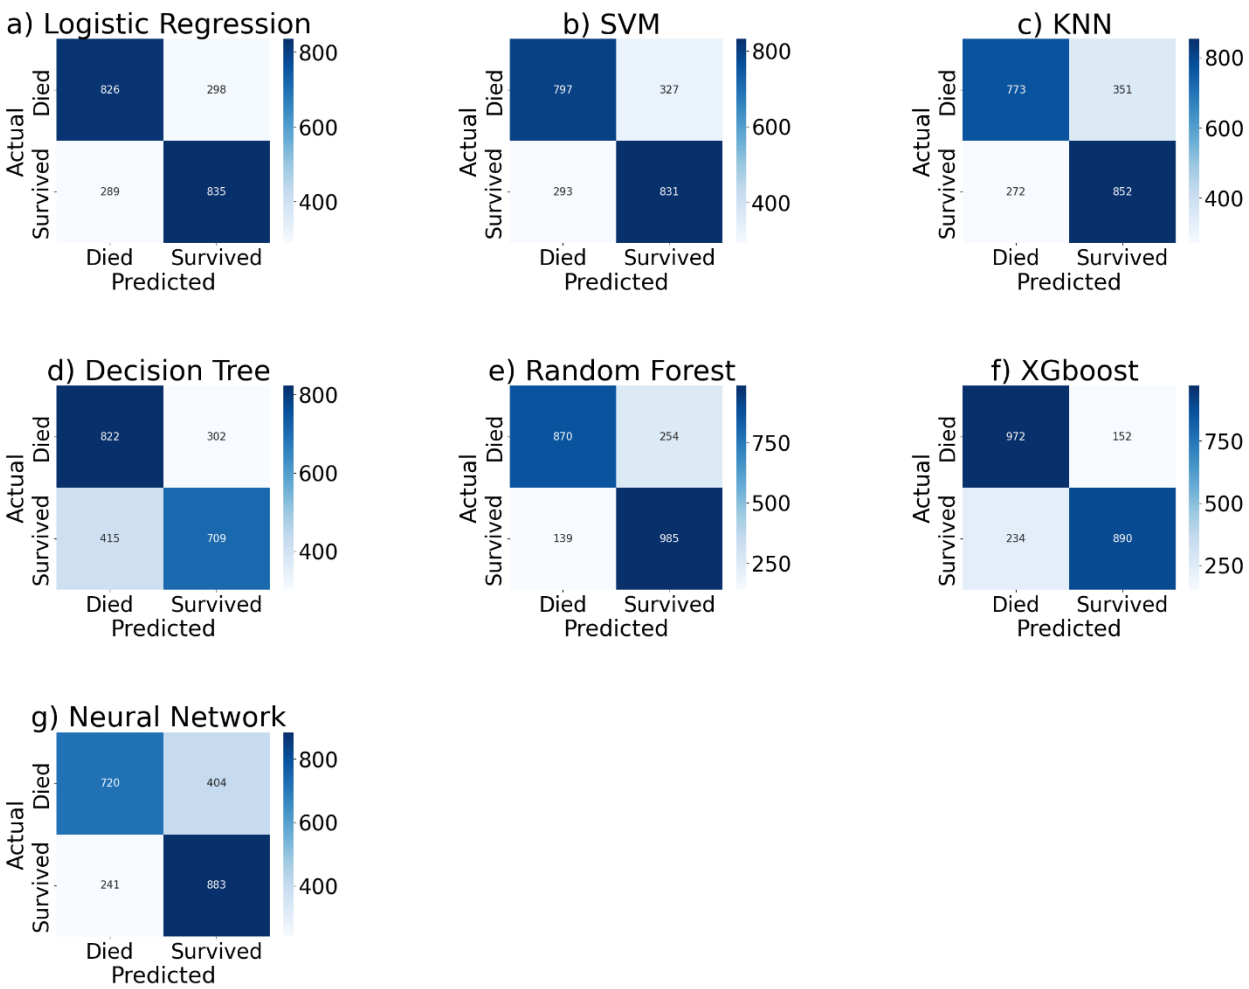 a) Logistic Regression
Actual
Died
Survived
826
298
289
835
800
600
400
Died
Survived
Predicted
b) SVM
Actual
Died
Survived
797
327
293
831
800
600
400
Died
Survived
Predicted
c) KNN
Actual
Died
Survived
773
351
272
852
800
600
400
Died
Survived
Predicted
d) Decision Tree
Actual
Died
Survived
822
302
415
709
800
600
400
Died
Survived
Predicted
e) Random Forest
Actual
Died
Survived
870
254
139
985
750
500
250
Died
Survived
Predicted
f) XGboost
Actual
Died
Survived
972
152
234
890
750
500
250
Died
Survived
Predicted
g) Neural Network
Actual
Died
Survived
720
404
241
883
800
600
400
Died
Survived
Predicted